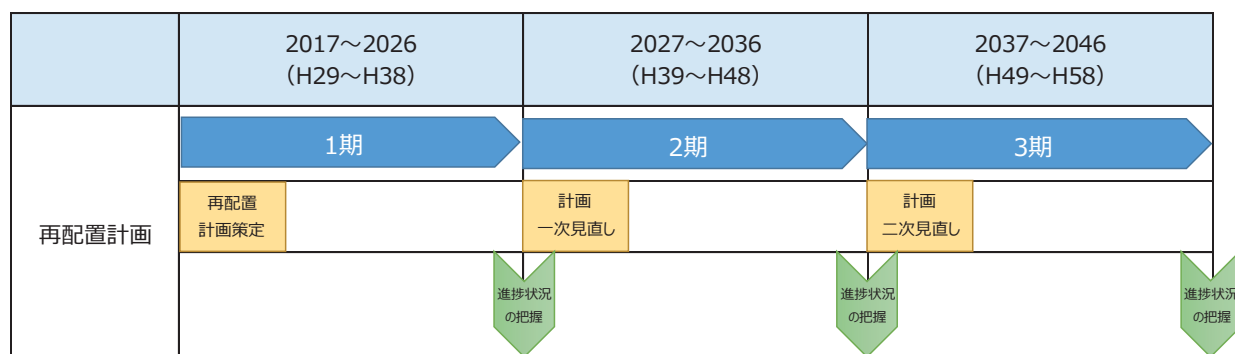 2017～2026
（H29～H38）
2027～2036
（H39～H48）
2037～2046
（H49～H58）
再配置計画
1期
2期
3期
再配置
計画策定
計画
一次見直し
計画
二次見直し
進捗状況
の把握
進捗状況
の把握
進捗状況
の把握